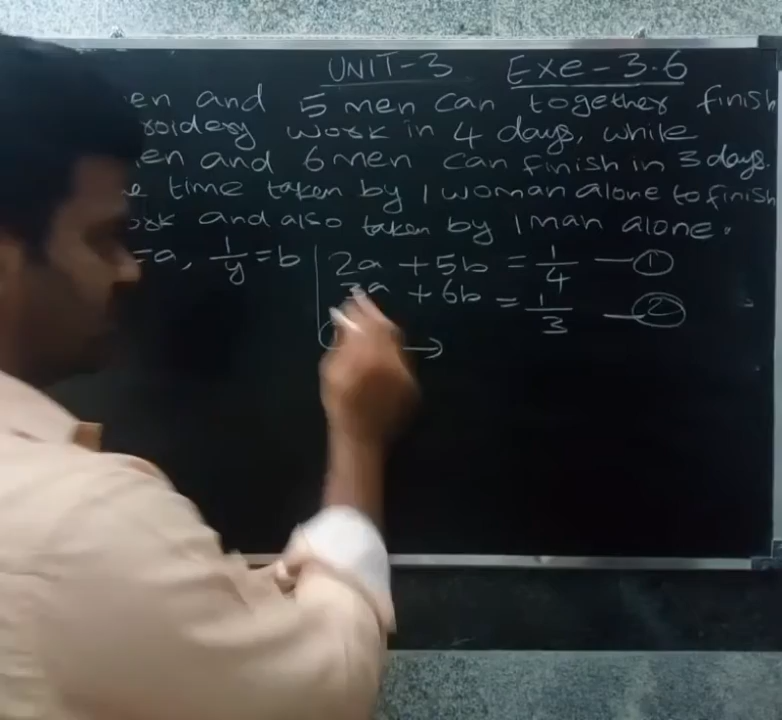 UNIT-3 Exe-3.6
en and 5 men can together finish
roidery work in 4 days, while
en and 6 men can finish in 3 days.
e time taken by 1 woman alone to finish
ork and also taken by 1 man alone.
=a, 1/y =b | 2a + 5b = 1/4 — ①
3a + 6b = 1/3 — ②